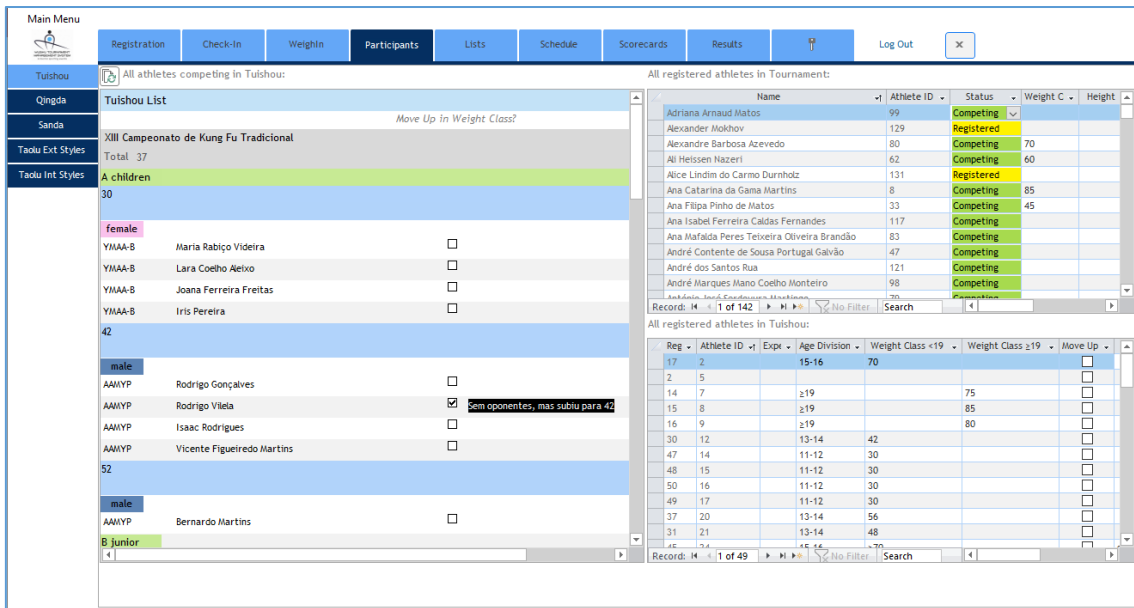 Main Menu
Registration Check-In WeighIn Participants Lists Schedule Scorecards Results Log Out
Tuishou
Qingda
Sanda
Taolu Ext Styles
Taolu Int Styles
All athletes competing in Tuishou:
Tuishou List
Move Up in Weight Class?
XIII Campeonato de Kung Fu Tradicional
Total 37
A children
30
female
YMAA-B Maria Rabiço Videira
YMAA-B Lara Coelho Aleixo
YMAA-B Joana Ferreira Freitas
YMAA-B Iris Pereira
42
male
AAMYP Rodrigo Gonçalves
AAMYP Rodrigo Vilela Sem oponentes, mas subiu para 42
AAMYP Isaac Rodrigues
AAMYP Vicente Figueiredo Martins
52
male
AAMYP Bernardo Martins
B junior
All registered athletes in Tournament:
Name Athlete ID Status Weight C Height
Adriana Arnaud Matos 99 Competing
Alexander Mokhov 129 Registered
Alexandre Barbosa Azevedo 80 Competing 70
Ali Heissen Nazeri 62 Competing 60
Alice Lindim do Carmo Durnholz 131 Registered
Ana Catarina da Gama Martins 8 Competing 85
Ana Filipa Pinho de Matos 33 Competing 45
Ana Isabel Ferreira Caldas Fernandes 117 Competing
Ana Mafalda Peres Teixeira Oliveira Brandão 83 Competing
André Contente de Sousa Portugal Galvão 47 Competing
André dos Santos Rua 121 Competing
André Marques Mano Coelho Monteiro 98 Competing
Record: 1 of 142 No Filter Search
All registered athletes in Tuishou:
Reg Athlete ID Expe Age Division Weight Class <19 Weight Class ≥19 Move Up
17 2 15-16 70
2 5
14 7 ≥19 75
15 8 ≥19 85
16 9 ≥19 80
30 12 13-14 42
47 14 11-12 30
48 15 11-12 30
50 16 11-12 30
49 17 11-12 30
37 20 13-14 56
31 21 13-14 48
Record: 1 of 49 No Filter Search